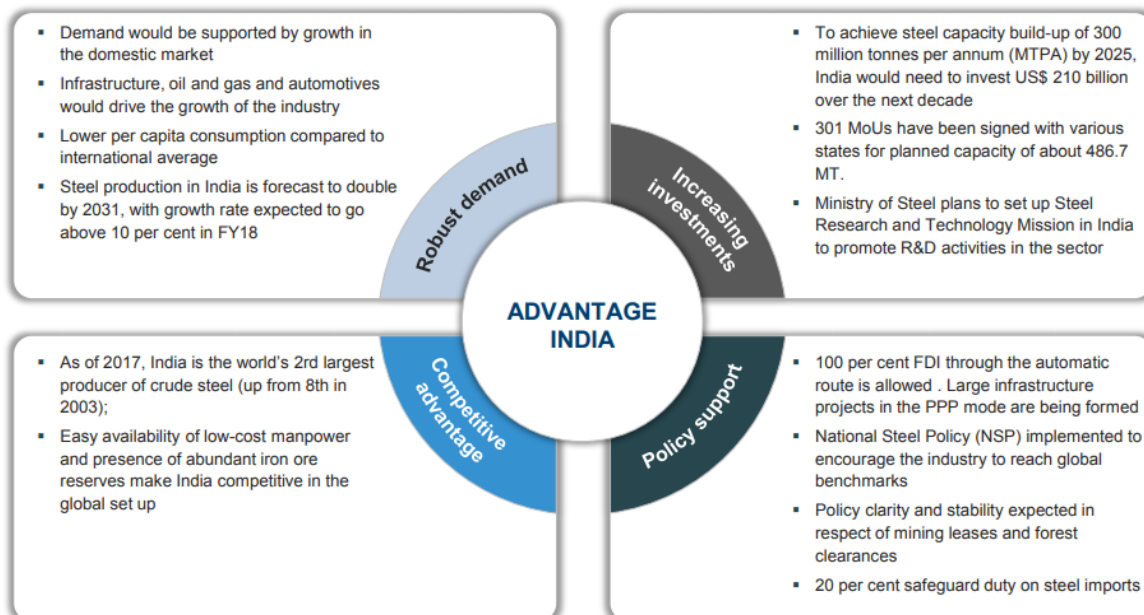 ▪ Demand would be supported by growth in
the domestic market
▪ Infrastructure, oil and gas and automotives
would drive the growth of the industry
▪ Lower per capita consumption compared to
international average
▪ Steel production in India is forecast to double
by 2031, with growth rate expected to go
above 10 per cent in FY18
Robust demand
▪ To achieve steel capacity build-up of 300
million tonnes per annum (MTPA) by 2025,
India would need to invest US$ 210 billion
over the next decade
▪ 301 MoUs have been signed with various
states for planned capacity of about 486.7
MT.
▪ Ministry of Steel plans to set up Steel
Research and Technology Mission in India
to promote R&D activities in the sector
Increasing
investments
ADVANTAGE
INDIA
▪ As of 2017, India is the world's 2rd largest
producer of crude steel (up from 8th in
2003);
▪ Easy availability of low-cost manpower
and presence of abundant iron ore
reserves make India competitive in the
global set up
Competitive
advantage
▪ 100 per cent FDI through the automatic
route is allowed . Large infrastructure
projects in the PPP mode are being formed
▪ National Steel Policy (NSP) implemented to
encourage the industry to reach global
benchmarks
▪ Policy clarity and stability expected in
respect of mining leases and forest
clearances
▪ 20 per cent safeguard duty on steel imports
Policy support